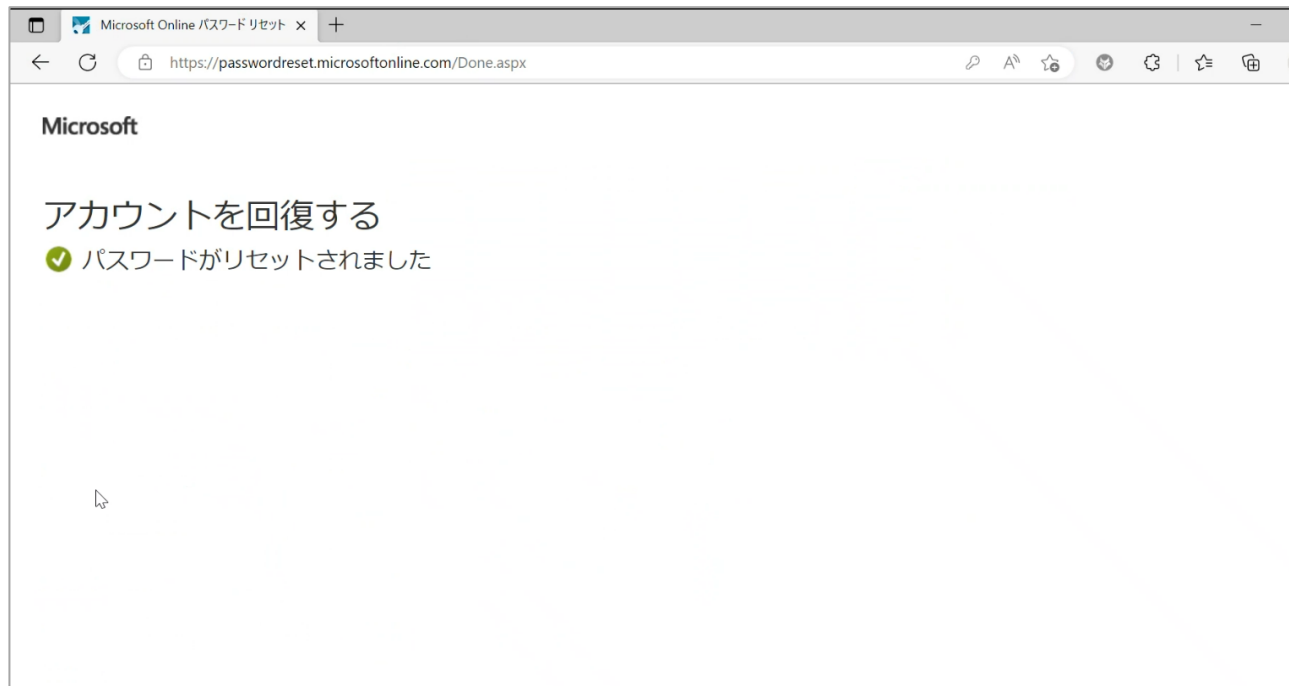 Microsoft Online パスワード リセット
https://passwordreset.microsoftonline.com/Done.aspx
Microsoft
アカウントを回復する
パスワードがリセットされました